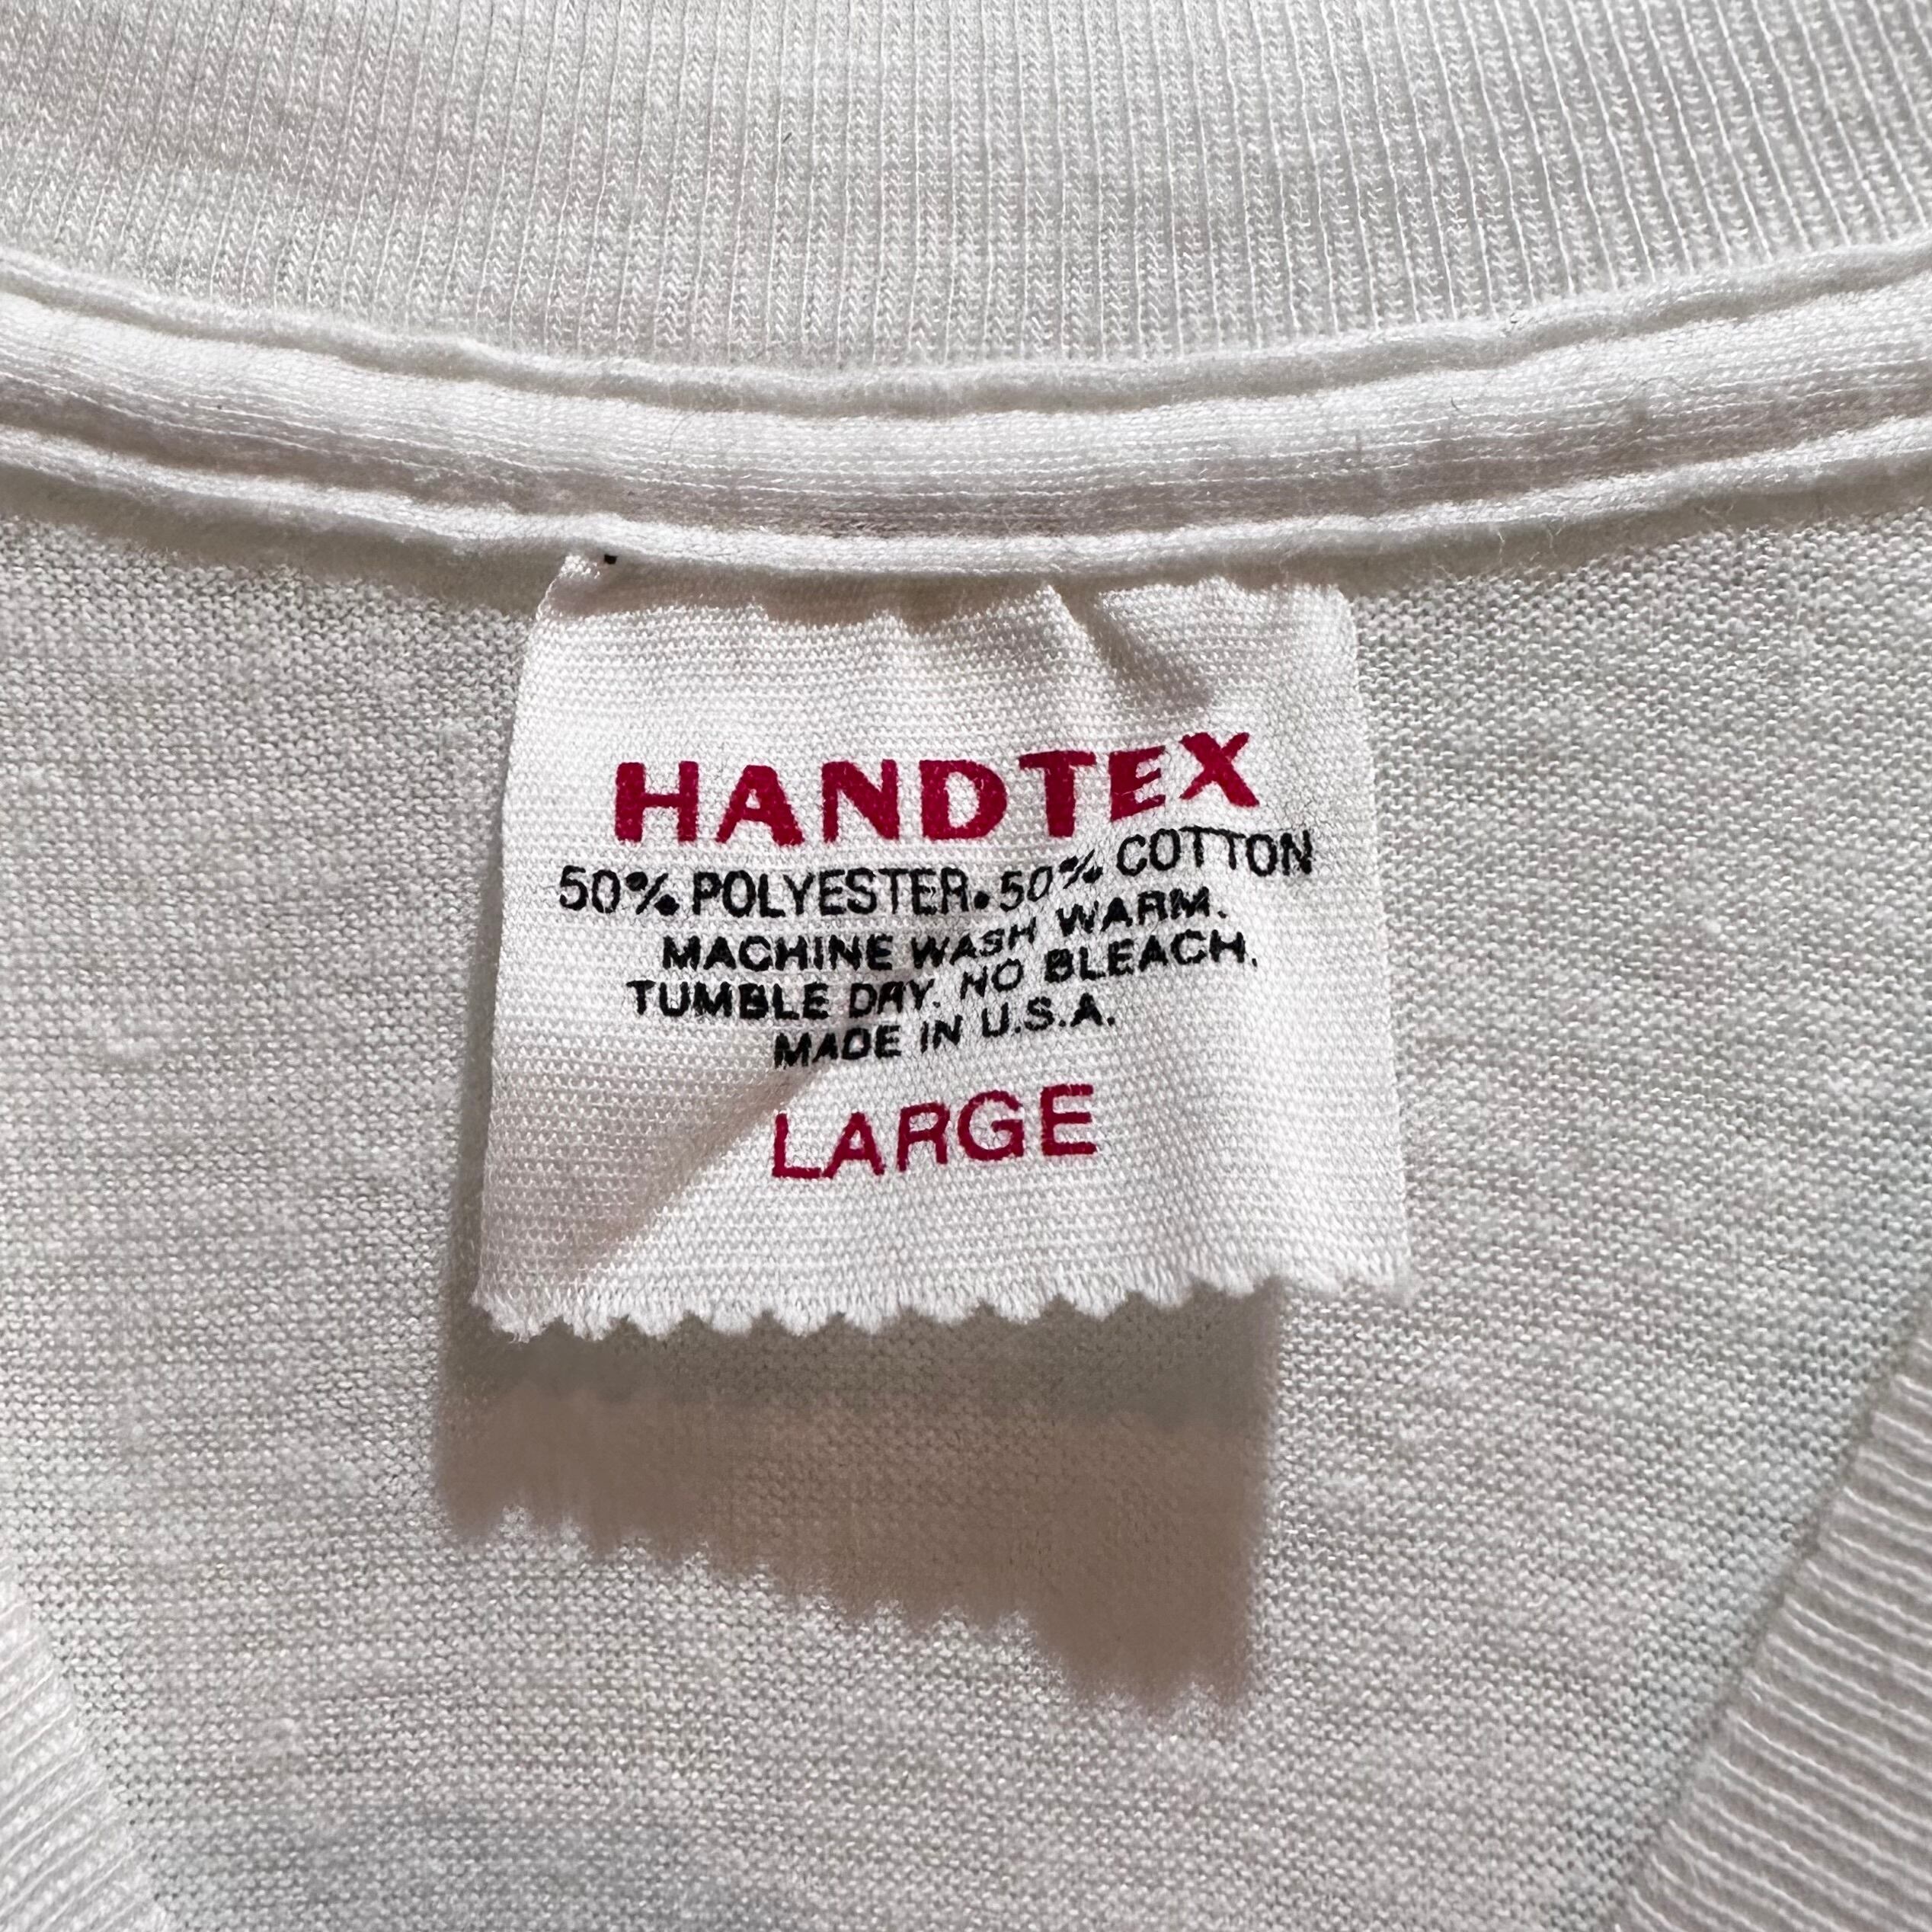 HANDTEX
50% POLYESTER. 50% COTTON
MACHINE WASH WARM.
TUMBLE DRY. NO BLEACH.
MADE IN U.S.A.
LARGE